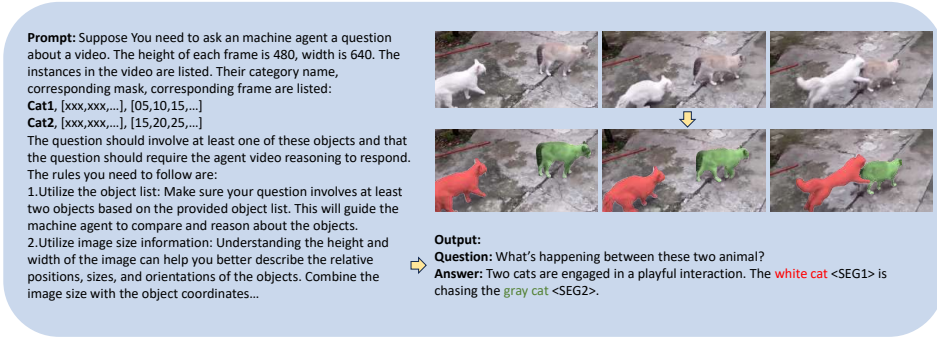 Prompt: Suppose You need to ask an machine agent a question
about a video. The height of each frame is 480, width is 640. The
instances in the video are listed. Their category name,
corresponding mask, corresponding frame are listed:
Cat1, [xxx,xxx,...], [05,10,15,...]
Cat2, [xxx,xxx,...], [15,20,25,...]
The question should involve at least one of these objects and that
the question should require the agent video reasoning to respond.
The rules you need to follow are:
1.Utilize the object list: Make sure your question involves at least
two objects based on the provided object list. This will guide the
machine agent to compare and reason about the objects.
2.Utilize image size information: Understanding the height and
width of the image can help you better describe the relative
positions, sizes, and orientations of the objects. Combine the
image size with the object coordinates...
Output:
Question: What's happening between these two animal?
Answer: Two cats are engaged in a playful interaction. The white cat <SEG1> is
chasing the gray cat <SEG2>.